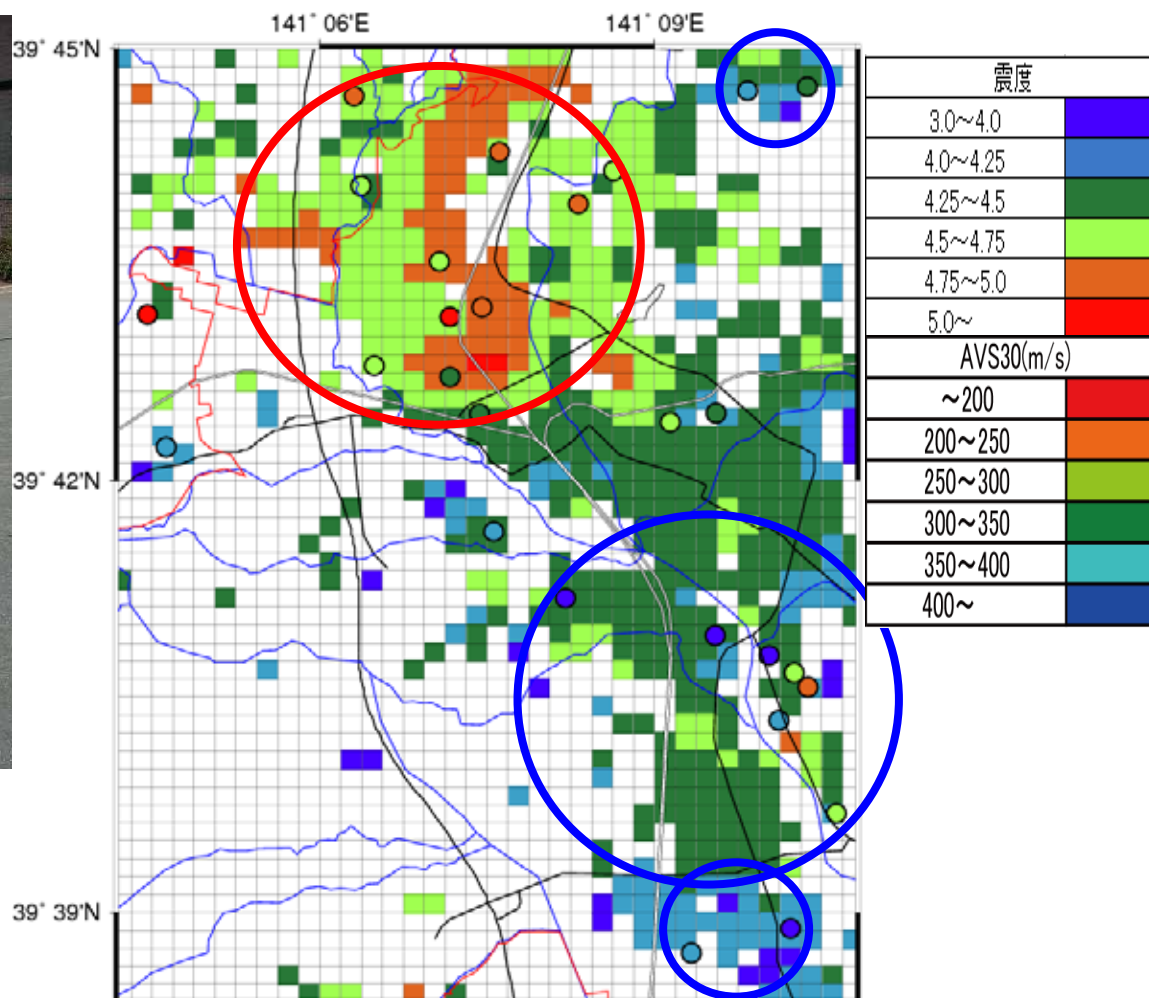 141° 06'E
141° 09'E
39° 45'N
39° 42'N
39° 39'N
震度
3.0～4.0
4.0～4.25
4.25～4.5
4.5～4.75
4.75～5.0
5.0～
AVS30(m/s)
～200
200～250
250～300
300～350
350～400
400～